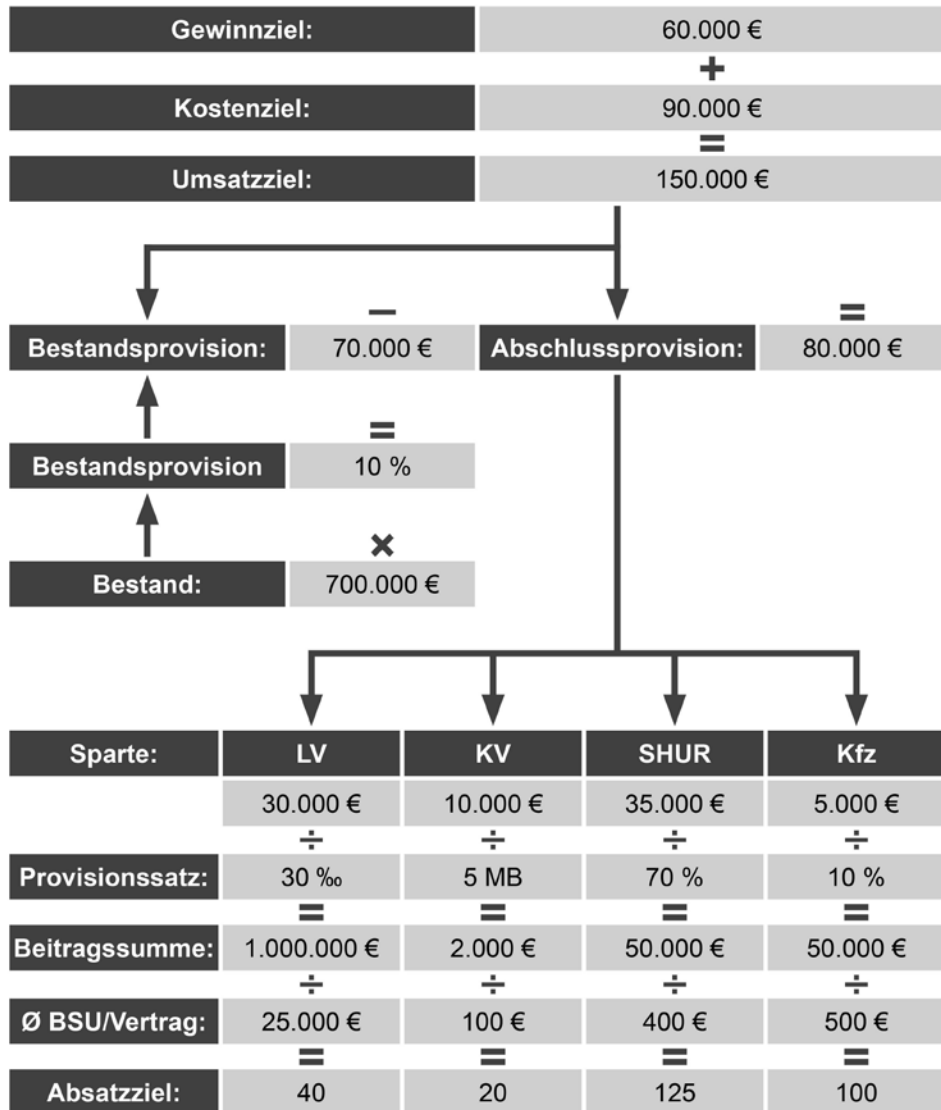 Gewinnziel: 60.000 €
+
Kostenziel: 90.000 €
=
Umsatzziel: 150.000 €
− =
Bestandsprovision: 70.000 € Abschlussprovision: 80.000 €
=
Bestandsprovision 10 %
×
Bestand: 700.000 €
Sparte: LV KV SHUR Kfz
30.000 € 10.000 € 35.000 € 5.000 €
÷ ÷ ÷ ÷
Provisionssatz: 30 ‰ 5 MB 70 % 10 %
= = = =
Beitragssumme: 1.000.000 € 2.000 € 50.000 € 50.000 €
÷ ÷ ÷ ÷
Ø BSU/Vertrag: 25.000 € 100 € 400 € 500 €
= = = =
Absatzziel: 40 20 125 100